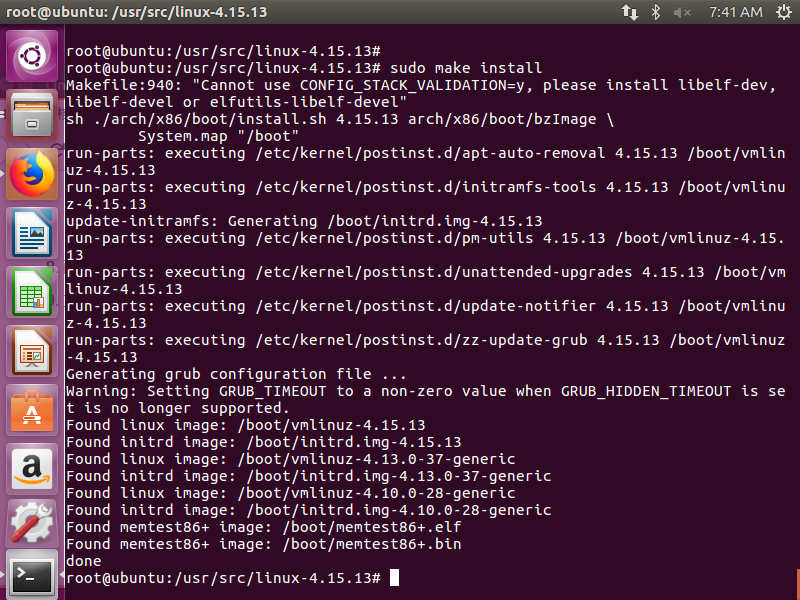 root@ubuntu: /usr/src/linux-4.15.13
7:41 AM
root@ubuntu:/usr/src/linux-4.15.13#
root@ubuntu:/usr/src/linux-4.15.13# sudo make install
Makefile:940: "Cannot use CONFIG_STACK_VALIDATION=y, please install libelf-dev,
libelf-devel or elfutils-libelf-devel"
sh ./arch/x86/boot/install.sh 4.15.13 arch/x86/boot/bzImage \
        System.map "/boot"
run-parts: executing /etc/kernel/postinst.d/apt-auto-removal 4.15.13 /boot/vmlin
uz-4.15.13
run-parts: executing /etc/kernel/postinst.d/initramfs-tools 4.15.13 /boot/vmlinu
z-4.15.13
update-initramfs: Generating /boot/initrd.img-4.15.13
run-parts: executing /etc/kernel/postinst.d/pm-utils 4.15.13 /boot/vmlinuz-4.15.
13
run-parts: executing /etc/kernel/postinst.d/unattended-upgrades 4.15.13 /boot/vm
linuz-4.15.13
run-parts: executing /etc/kernel/postinst.d/update-notifier 4.15.13 /boot/vmlinu
z-4.15.13
run-parts: executing /etc/kernel/postinst.d/zz-update-grub 4.15.13 /boot/vmlinuz
-4.15.13
Generating grub configuration file ...
Warning: Setting GRUB_TIMEOUT to a non-zero value when GRUB_HIDDEN_TIMEOUT is se
t is no longer supported.
Found linux image: /boot/vmlinuz-4.15.13
Found initrd image: /boot/initrd.img-4.15.13
Found linux image: /boot/vmlinuz-4.13.0-37-generic
Found initrd image: /boot/initrd.img-4.13.0-37-generic
Found linux image: /boot/vmlinuz-4.10.0-28-generic
Found initrd image: /boot/initrd.img-4.10.0-28-generic
Found memtest86+ image: /boot/memtest86+.elf
Found memtest86+ image: /boot/memtest86+.bin
done
root@ubuntu:/usr/src/linux-4.15.13#